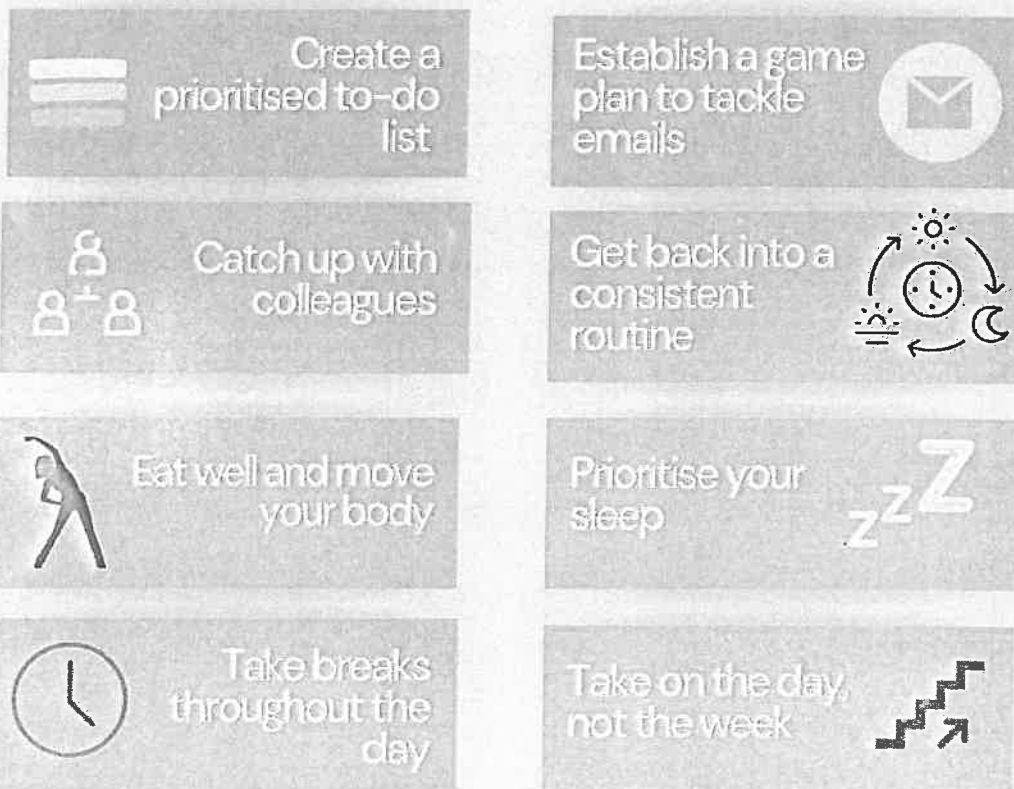 Create a
prioritised to-do
list
Establish a game
plan to tackle
emails
Catch up with
colleagues
Get back into a
consistent
routine
Eat well and move
your body
Prioritise your
sleep
zzZ
Take breaks
throughout the
day
Take on the day,
not the week